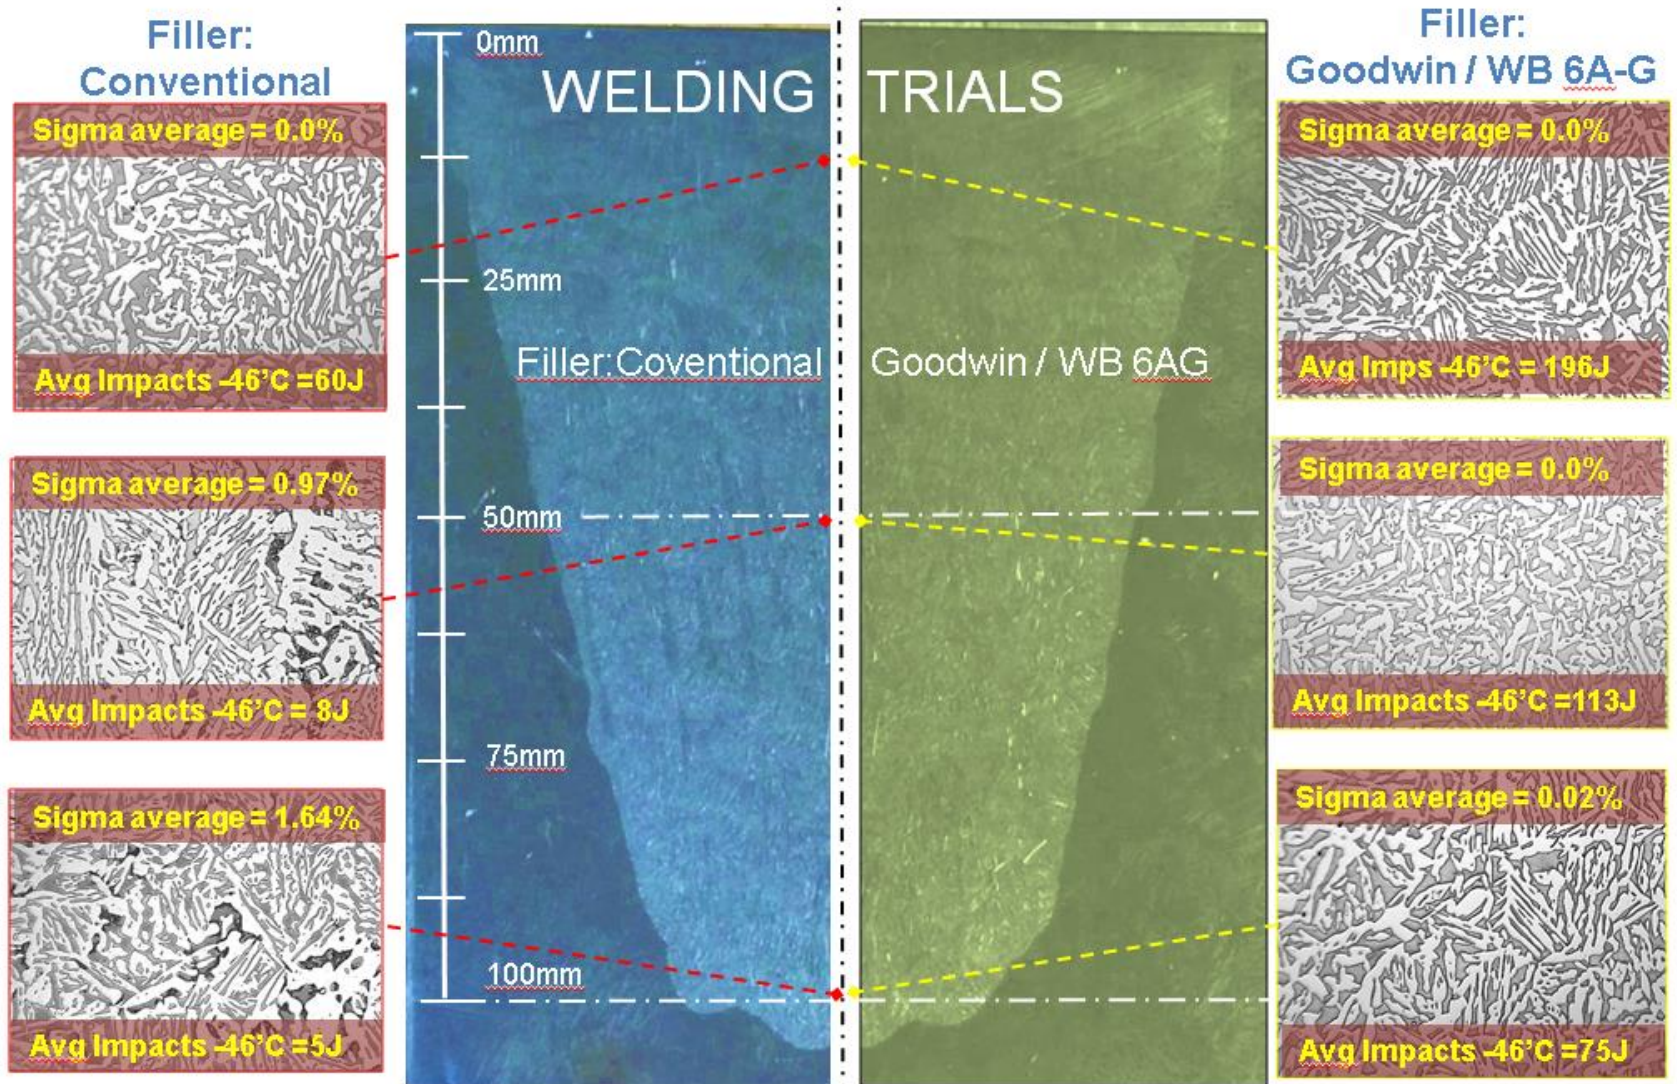 Filler:
Conventional
Sigma average = 0.0%
Avg Impacts -46'C =60J
Sigma average = 0.97%
Avg Impacts -46'C = 8J
Sigma average = 1.64%
Avg Impacts -46'C =5J
0mm
25mm
50mm
75mm
100mm
WELDING TRIALS
Filler:Coventional
Goodwin / WB 6AG
Filler:
Goodwin / WB 6A-G
Sigma average = 0.0%
Avg Imps -46'C = 196J
Sigma average = 0.0%
Avg Impacts -46'C =113J
Sigma average = 0.02%
Avg Impacts -46'C =75J